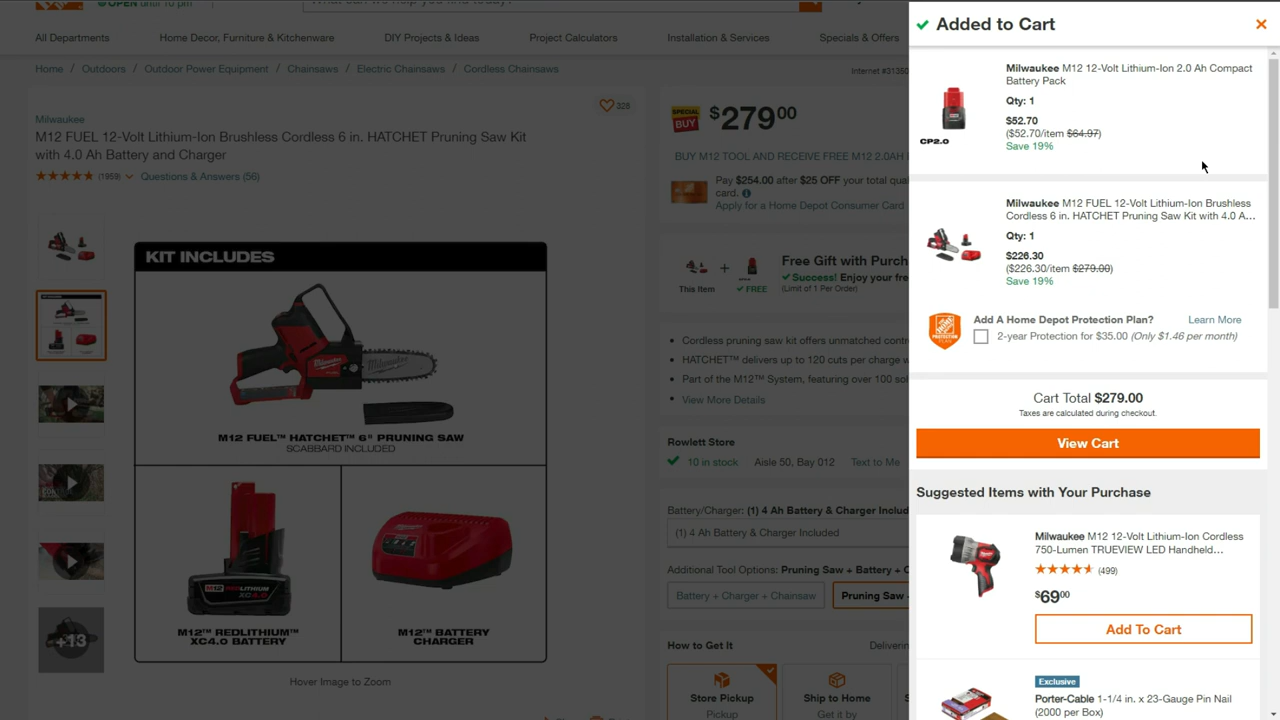 OPEN until 10 pm
All Departments
Home Decor, Furniture & Kitchenware
DIY Projects & Ideas
Project Calculators
Installation & Services
Specials & Offers
Home / Outdoors / Outdoor Power Equipment / Chainsaws / Electric Chainsaws / Cordless Chainsaws
328
Milwaukee
M12 FUEL 12-Volt Lithium-Ion Brushless Cordless 6 in. HATCHET Pruning Saw Kit
with 4.0 Ah Battery and Charger
Questions & Answers (56)
KIT INCLUDES
M12 FUEL™ HATCHET™ 6" PRUNING SAW
SCABBARD INCLUDED
M12™ REDLITHIUM™
XC4.0 BATTERY
M12™ BATTERY
CHARGER
+13
Hover Image to Zoom
Internet #31350
SPECIAL
BUY
$279 00
BUY M12 TOOL AND RECEIVE FREE M12 2.0AH
Pay $254.00 after $25 OFF your total qual
card.
Apply for a Home Depot Consumer Card
Free Gift with Purch
Success! Enjoy your fre
(Limit of 1 Per Order)
This Item
FREE
Cordless pruning saw kit offers unmatched contr
HATCHET™ delivers up to 120 cuts per charge w
Part of the M12™ System, featuring over 100 sol
View More Details
Rowlett Store
10 in stock
Aisle 50, Bay 012
Text to Me
Battery/Charger: (1) 4 Ah Battery & Charger Includ
(1) 4 Ah Battery & Charger Included
Additional Tool Options: Pruning Saw + Battery + C
Battery + Charger + Chainsaw
Pruning Saw
How to Get It
Store Pickup
Pickup
Ship to Home
Get it by
Added to Cart
Milwaukee M12 12-Volt Lithium-Ion 2.0 Ah Compact
Battery Pack
Qty: 1
$52.70
($52.70/item $64.97)
Save 19%
CP2.0
Milwaukee M12 FUEL 12-Volt Lithium-Ion Brushless
Cordless 6 in. HATCHET Pruning Saw Kit with 4.0 A...
Qty: 1
$226.30
($226.30/item $279.00)
Save 19%
Add A Home Depot Protection Plan?
Learn More
2-year Protection for $35.00 (Only $1.46 per month)
Cart Total $279.00
Taxes are calculated during checkout.
View Cart
Suggested Items with Your Purchase
Milwaukee M12 12-Volt Lithium-Ion Cordless
750-Lumen TRUEVIEW LED Handheld...
(499)
$69 00
Add To Cart
Exclusive
Porter-Cable 1-1/4 in. x 23-Gauge Pin Nail
(2000 per Box)